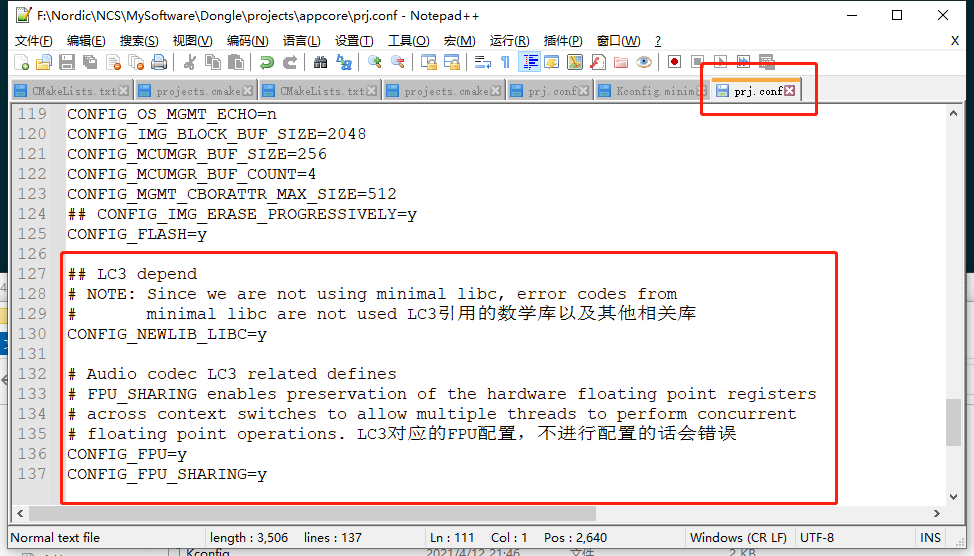 F:\Nordic\NCS\MySoftware\Dongle\projects\appcore\prj.conf - Notepad++
文件(F) 编辑(E) 搜索(S) 视图(V) 编码(N) 语言(L) 设置(T) 工具(O) 宏(M) 运行(R) 插件(P) 窗口(W) ? X
CMakeLists.txt projects.cmake CMakeLists.txt projects.cmake prj.conf Kconfig.minim prj.conf
119 CONFIG_OS_MGMT_ECHO=n
120 CONFIG_IMG_BLOCK_BUF_SIZE=2048
121 CONFIG_MCUMGR_BUF_SIZE=256
122 CONFIG_MCUMGR_BUF_COUNT=4
123 CONFIG_MGMT_CBORATTR_MAX_SIZE=512
124 ## CONFIG_IMG_ERASE_PROGRESSIVELY=y
125 CONFIG_FLASH=y
126
127 ## LC3 depend
128 # NOTE: Since we are not using minimal libc, error codes from
129 # minimal libc are not used LC3引用的数学库以及其他相关库
130 CONFIG_NEWLIB_LIBC=y
131
132 # Audio codec LC3 related defines
133 # FPU_SHARING enables preservation of the hardware floating point registers
134 # across context switches to allow multiple threads to perform concurrent
135 # floating point operations. LC3对应的FPU配置，不进行配置的话会错误
136 CONFIG_FPU=y
137 CONFIG_FPU_SHARING=y
Normal text file length : 3,506 lines : 137 Ln : 111 Col : 1 Pos : 2,640 Windows (CR LF) UTF-8 INS
Kconfig 2021/4/12 21:46 文件 2 KB